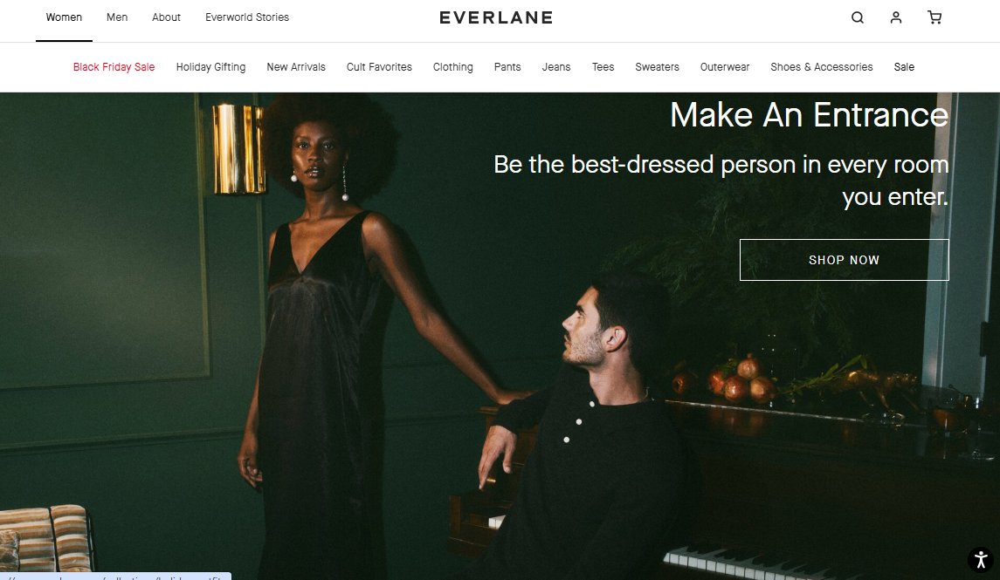 Women Men About Everworld Stories EVERLANE
Black Friday Sale Holiday Gifting New Arrivals Cult Favorites Clothing Pants Jeans Tees Sweaters Outerwear Shoes & Accessories Sale
Make An Entrance
Be the best-dressed person in every room
you enter.
SHOP NOW